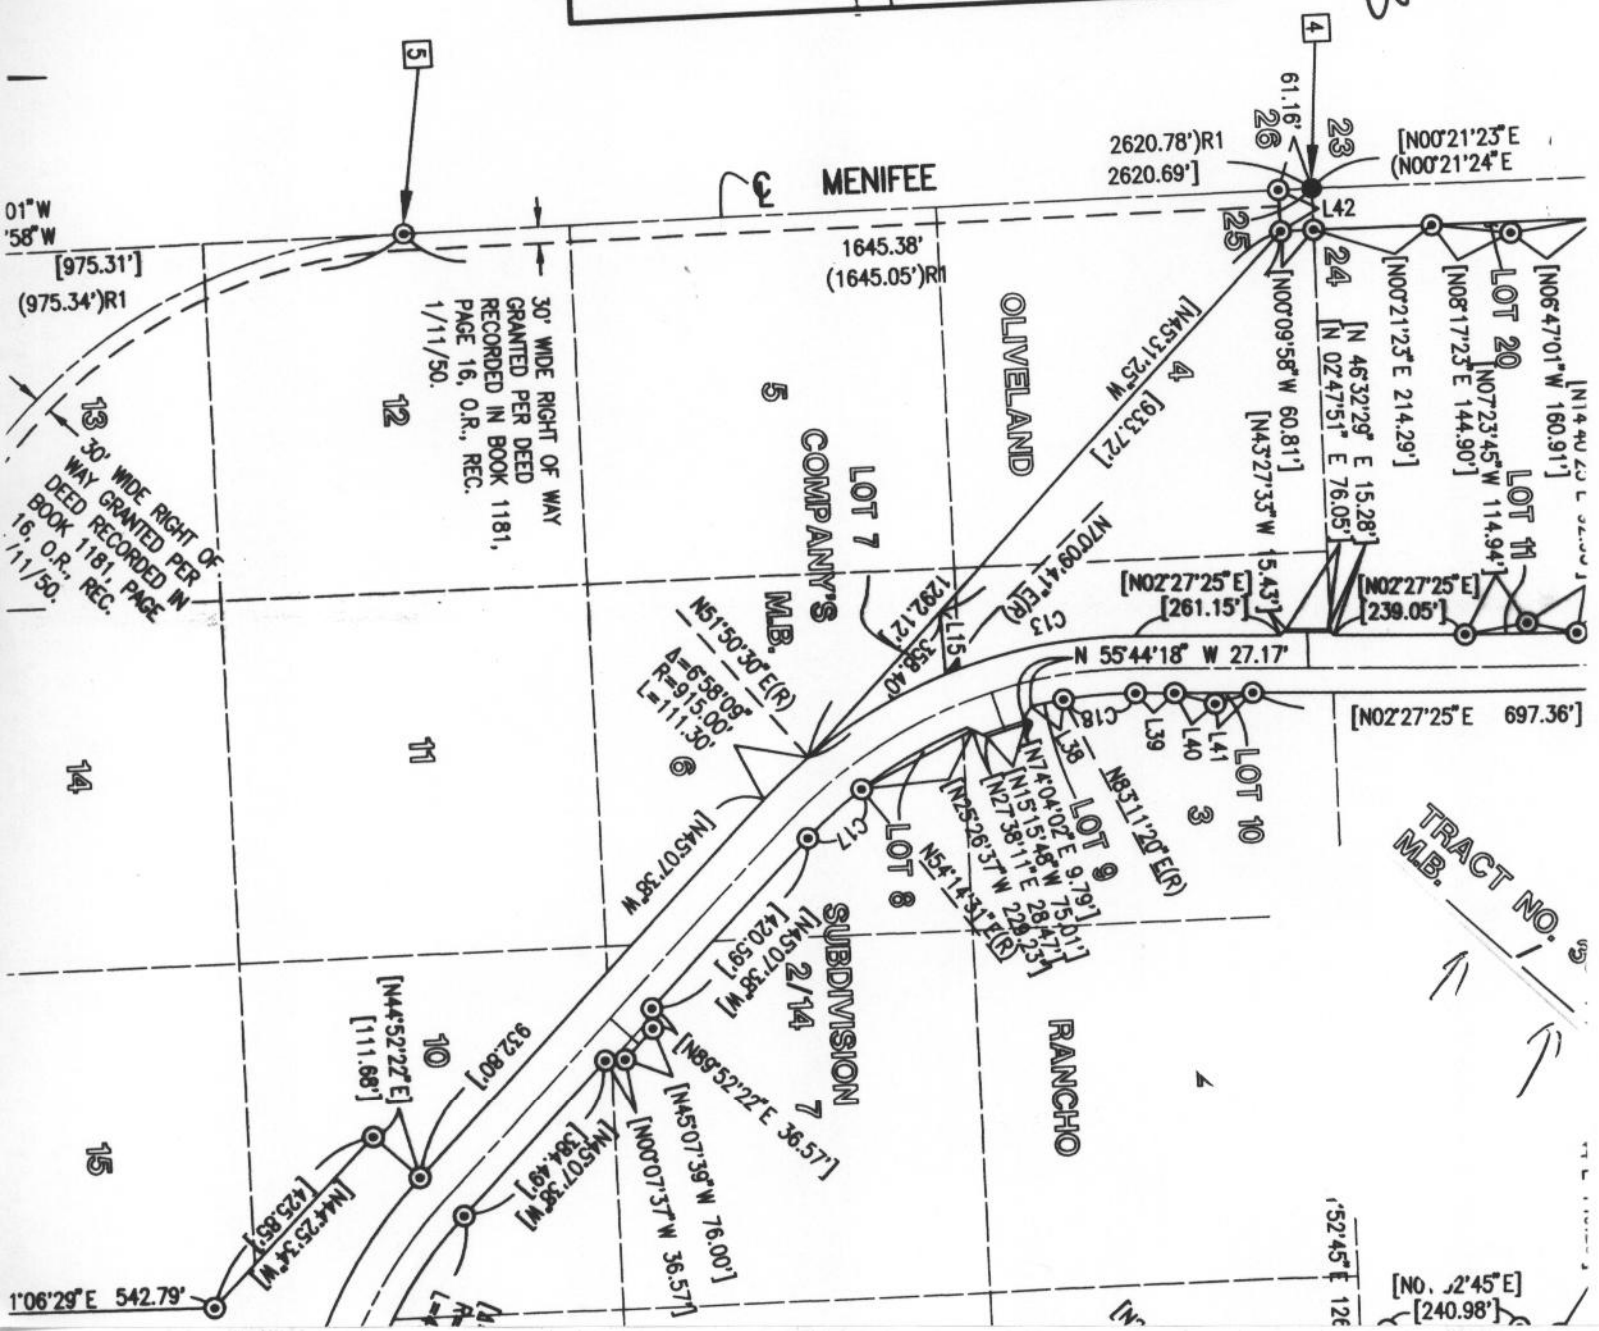 5
4
61.16'
26
23
2620.78')R1
2620.69']
[N00°21'23"E
(N00°21'24"E
℄ MENIFEE
L42
25
24
01"W
'58"W
[975.31']
(975.34')R1
1645.38'
(1645.05')R1
30' WIDE RIGHT OF WAY
GRANTED PER DEED
RECORDED IN BOOK 1181,
PAGE 16, O.R., REC.
1/11/50.
30' WIDE RIGHT OF
WAY GRANTED PER
DEED RECORDED IN
BOOK 1181, PAGE
16, O.R., REC.
/11/50.
13
12
5
4
OLIVELAND
COMPANY'S
M.B.
LOT 7
[N45°31'25"W
[933.72']
[N00°09'58"W 60.81']
[N43°27'33"W 15.43']
[N 02°47'51" E 76.05']
[N 46°32'29" E 15.28']
[N00°21'23"E 214.29']
[N08°17'23"E 144.90']
LOT 20
[N07°23'45"W 114.94']
LOT 11
[N06°47'01"W 160.91']
N70°09'41"E(R)
C13
L15
1292.12']
358.40'
[N02°27'25"E]
[261.15']
[N02°27'25"E]
[239.05']
N 55°44'18" W 27.17'
[N02°27'25"E 697.36']
N51°50'30"E(R)
Δ=6°58'09"
R=915.00'
L=111.30'
6
11
14
[N45°07'38"W
C17
C18
L38
L39
L40
L41
LOT 10
3
LOT 9
N83°11'20"E(R)
[N74°04'02"E 9.79']
[N15°15'48"W 75.01']
[N27°38'11"E 28.47']
[N25°26'37"W 229.23']
LOT 8
N54°14'31"E(R)
TRACT NO.
M.B.
SUBDIVISION
2/14
7
RANCHO
[N45°07'38"W]
[420.59']
[N89°52'22"E 36.57']
[N45°07'39"W 76.00']
[N00°07'37"W 36.57']
[N45°07'38"W]
[384.49']
932.80']
10
[N44°52'22"E]
[111.68']
15
[N44°25'34"W]
[425.85']
1°06'29"E 542.79'
'52'45"E 126
2'45"E]
[240.98']